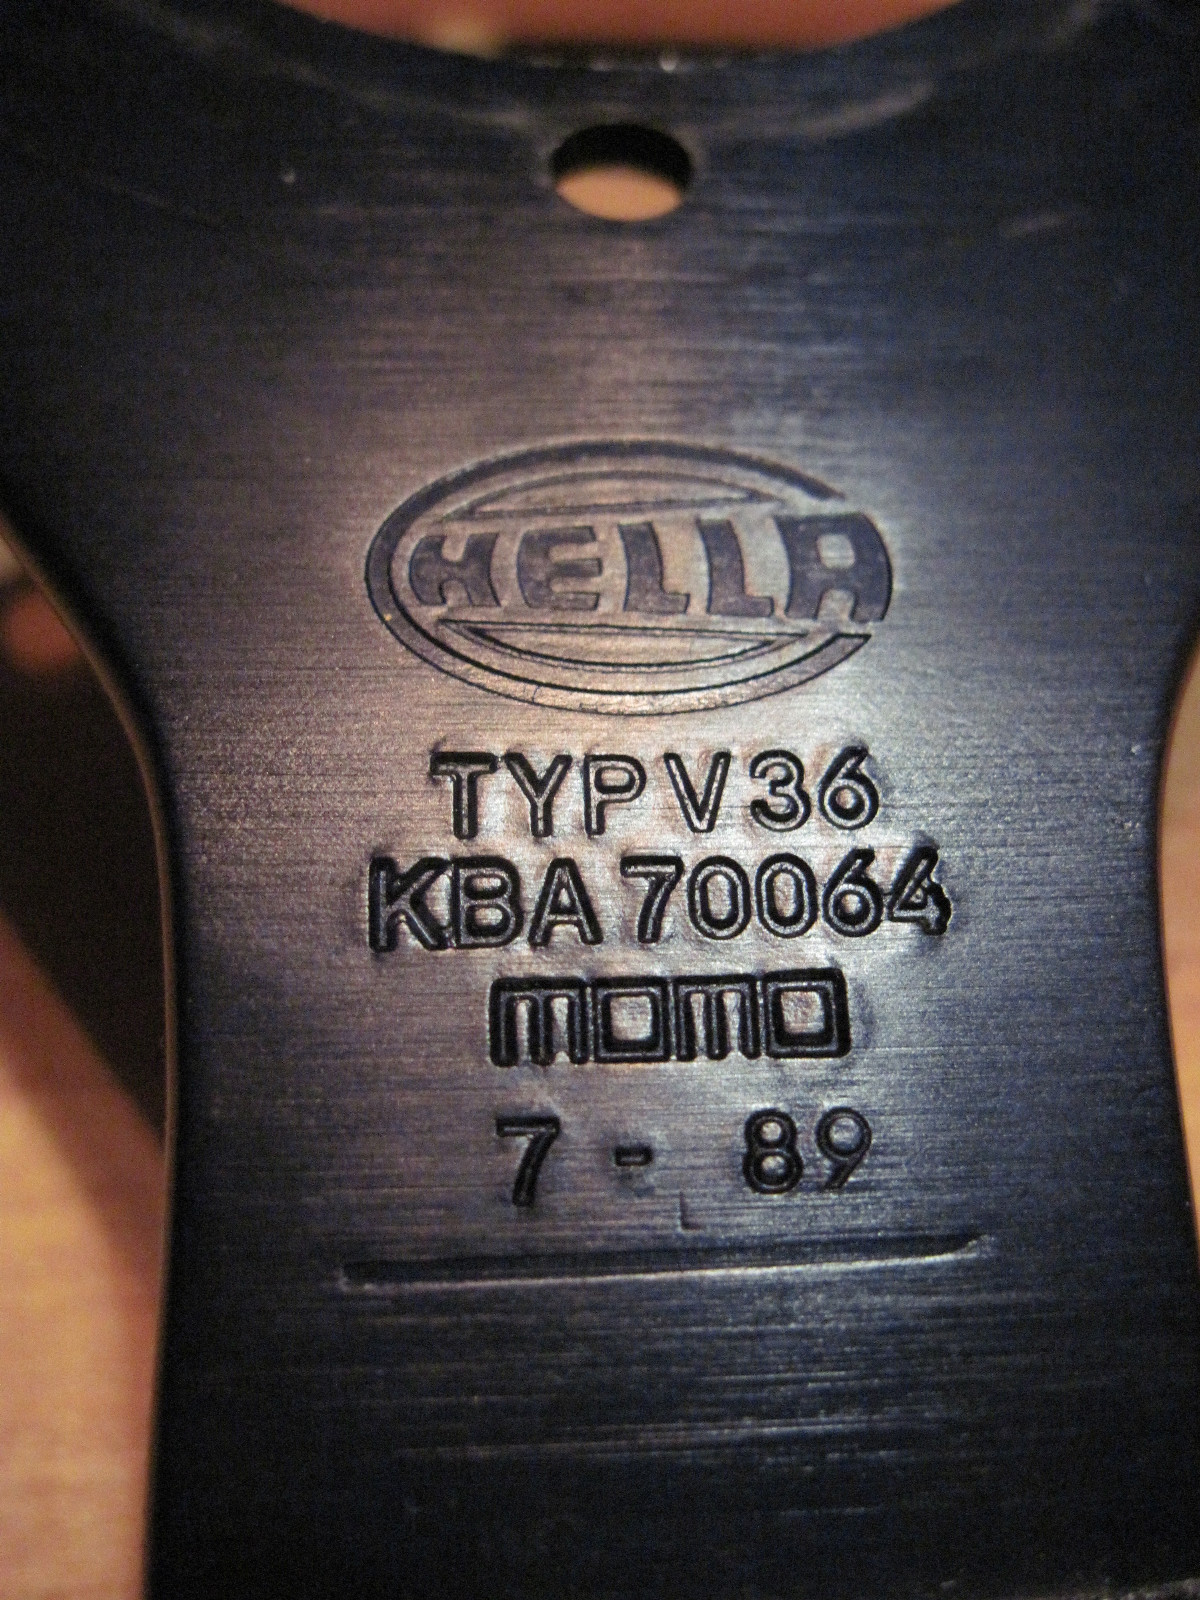 HELLA
TYP V36
KBA 70064
momo
7 - 89